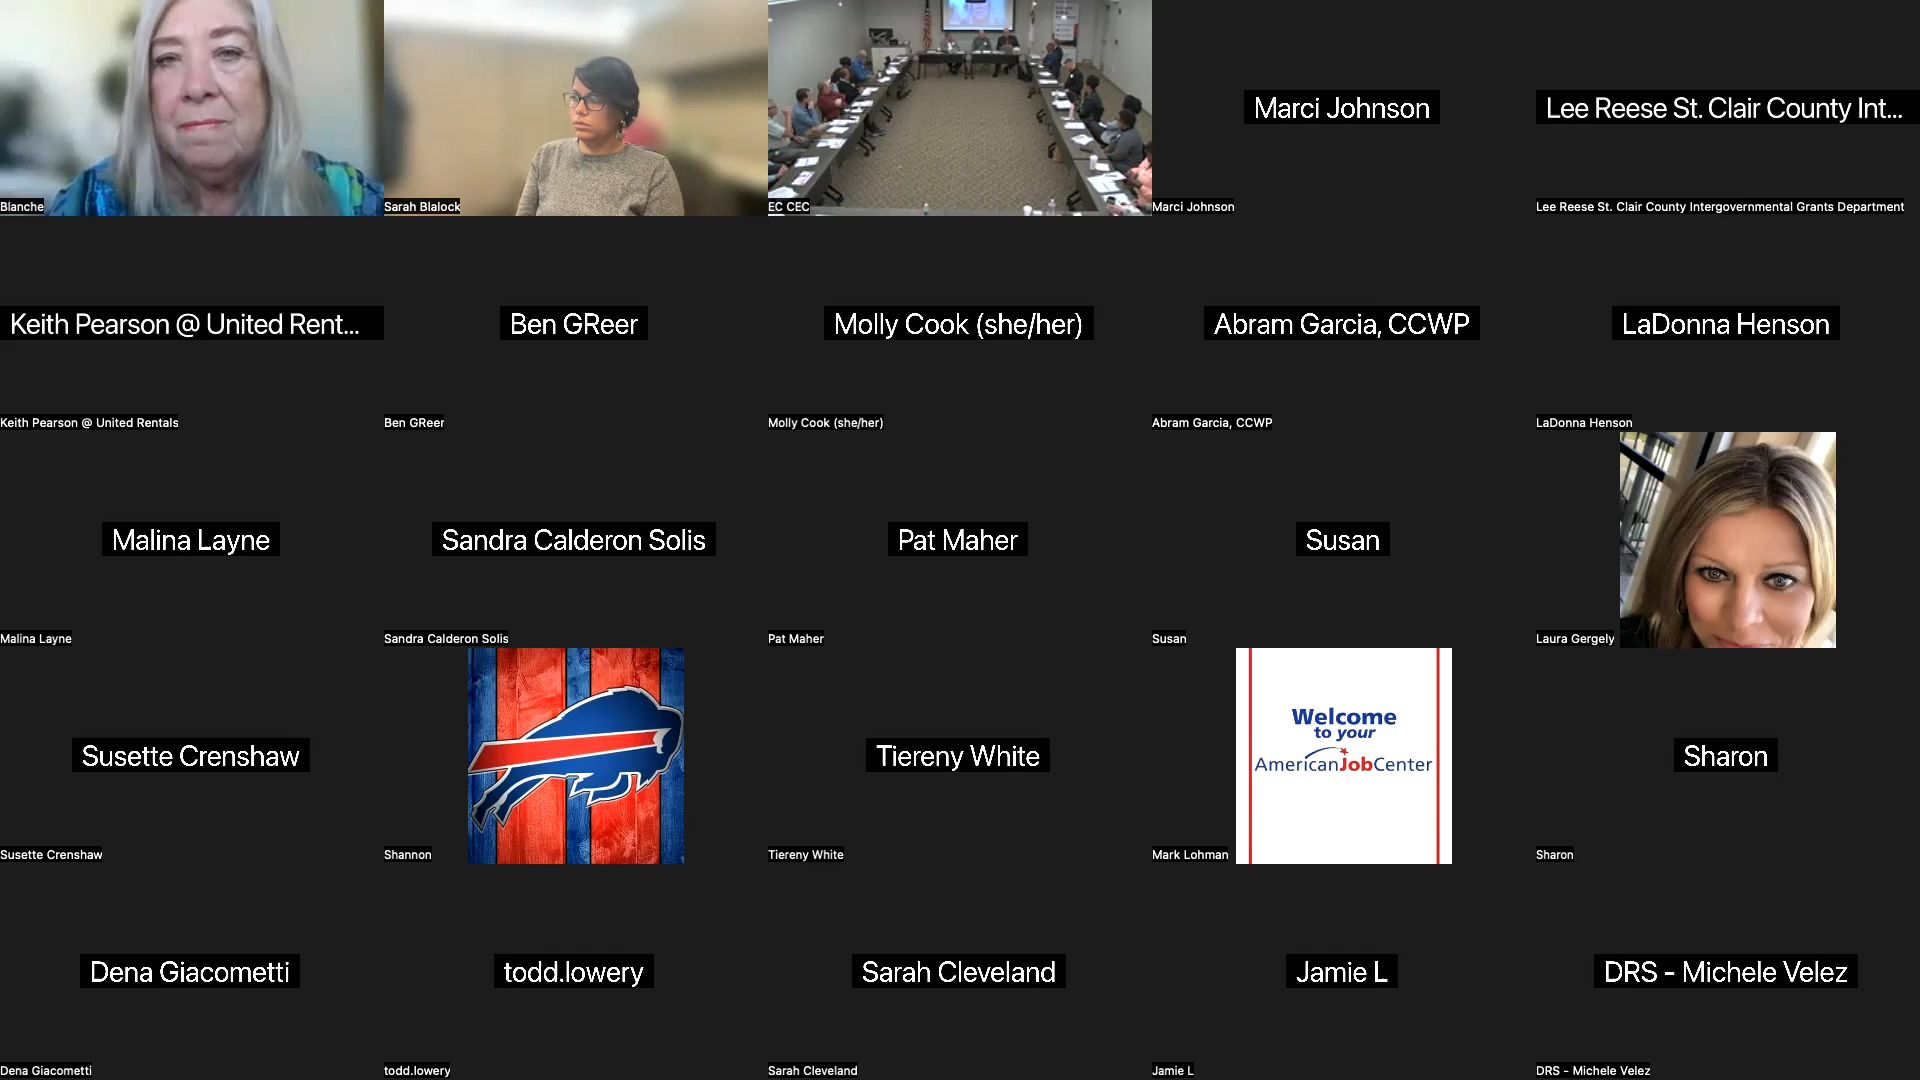 Blanche
Sarah Blalock
EC CEC
Marci Johnson
Marci Johnson
Lee Reese St. Clair County Int...
Lee Reese St. Clair County Intergovernmental Grants Department
Keith Pearson @ United Rent...
Keith Pearson @ United Rentals
Ben GReer
Ben GReer
Molly Cook (she/her)
Molly Cook (she/her)
Abram Garcia, CCWP
Abram Garcia, CCWP
LaDonna Henson
LaDonna Henson
Malina Layne
Malina Layne
Sandra Calderon Solis
Sandra Calderon Solis
Pat Maher
Pat Maher
Susan
Susan
Laura Gergely
Susette Crenshaw
Susette Crenshaw
Shannon
Tiereny White
Tiereny White
Welcome
to your
AmericanJobCenter
Mark Lohman
Sharon
Sharon
Dena Giacometti
Dena Giacometti
todd.lowery
todd.lowery
Sarah Cleveland
Sarah Cleveland
Jamie L
Jamie L
DRS - Michele Velez
DRS - Michele Velez